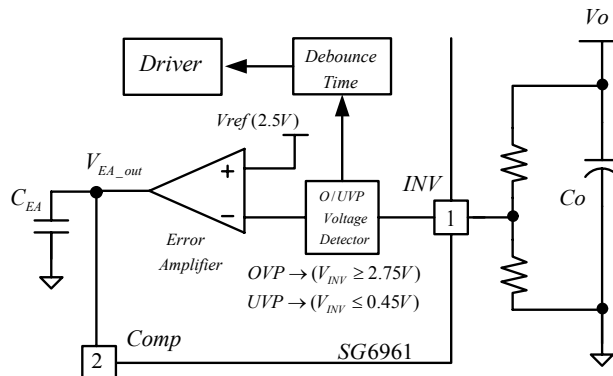 Vo
Driver
Debounce
Time
Vref (2.5V)
V_EA_out
INV
C_EA
+
−
O/UVP
Voltage
Detector
1
Co
Error
Amplifier
OVP → (V_INV ≥ 2.75V)
UVP → (V_INV ≤ 0.45V)
Comp
SG6961
2